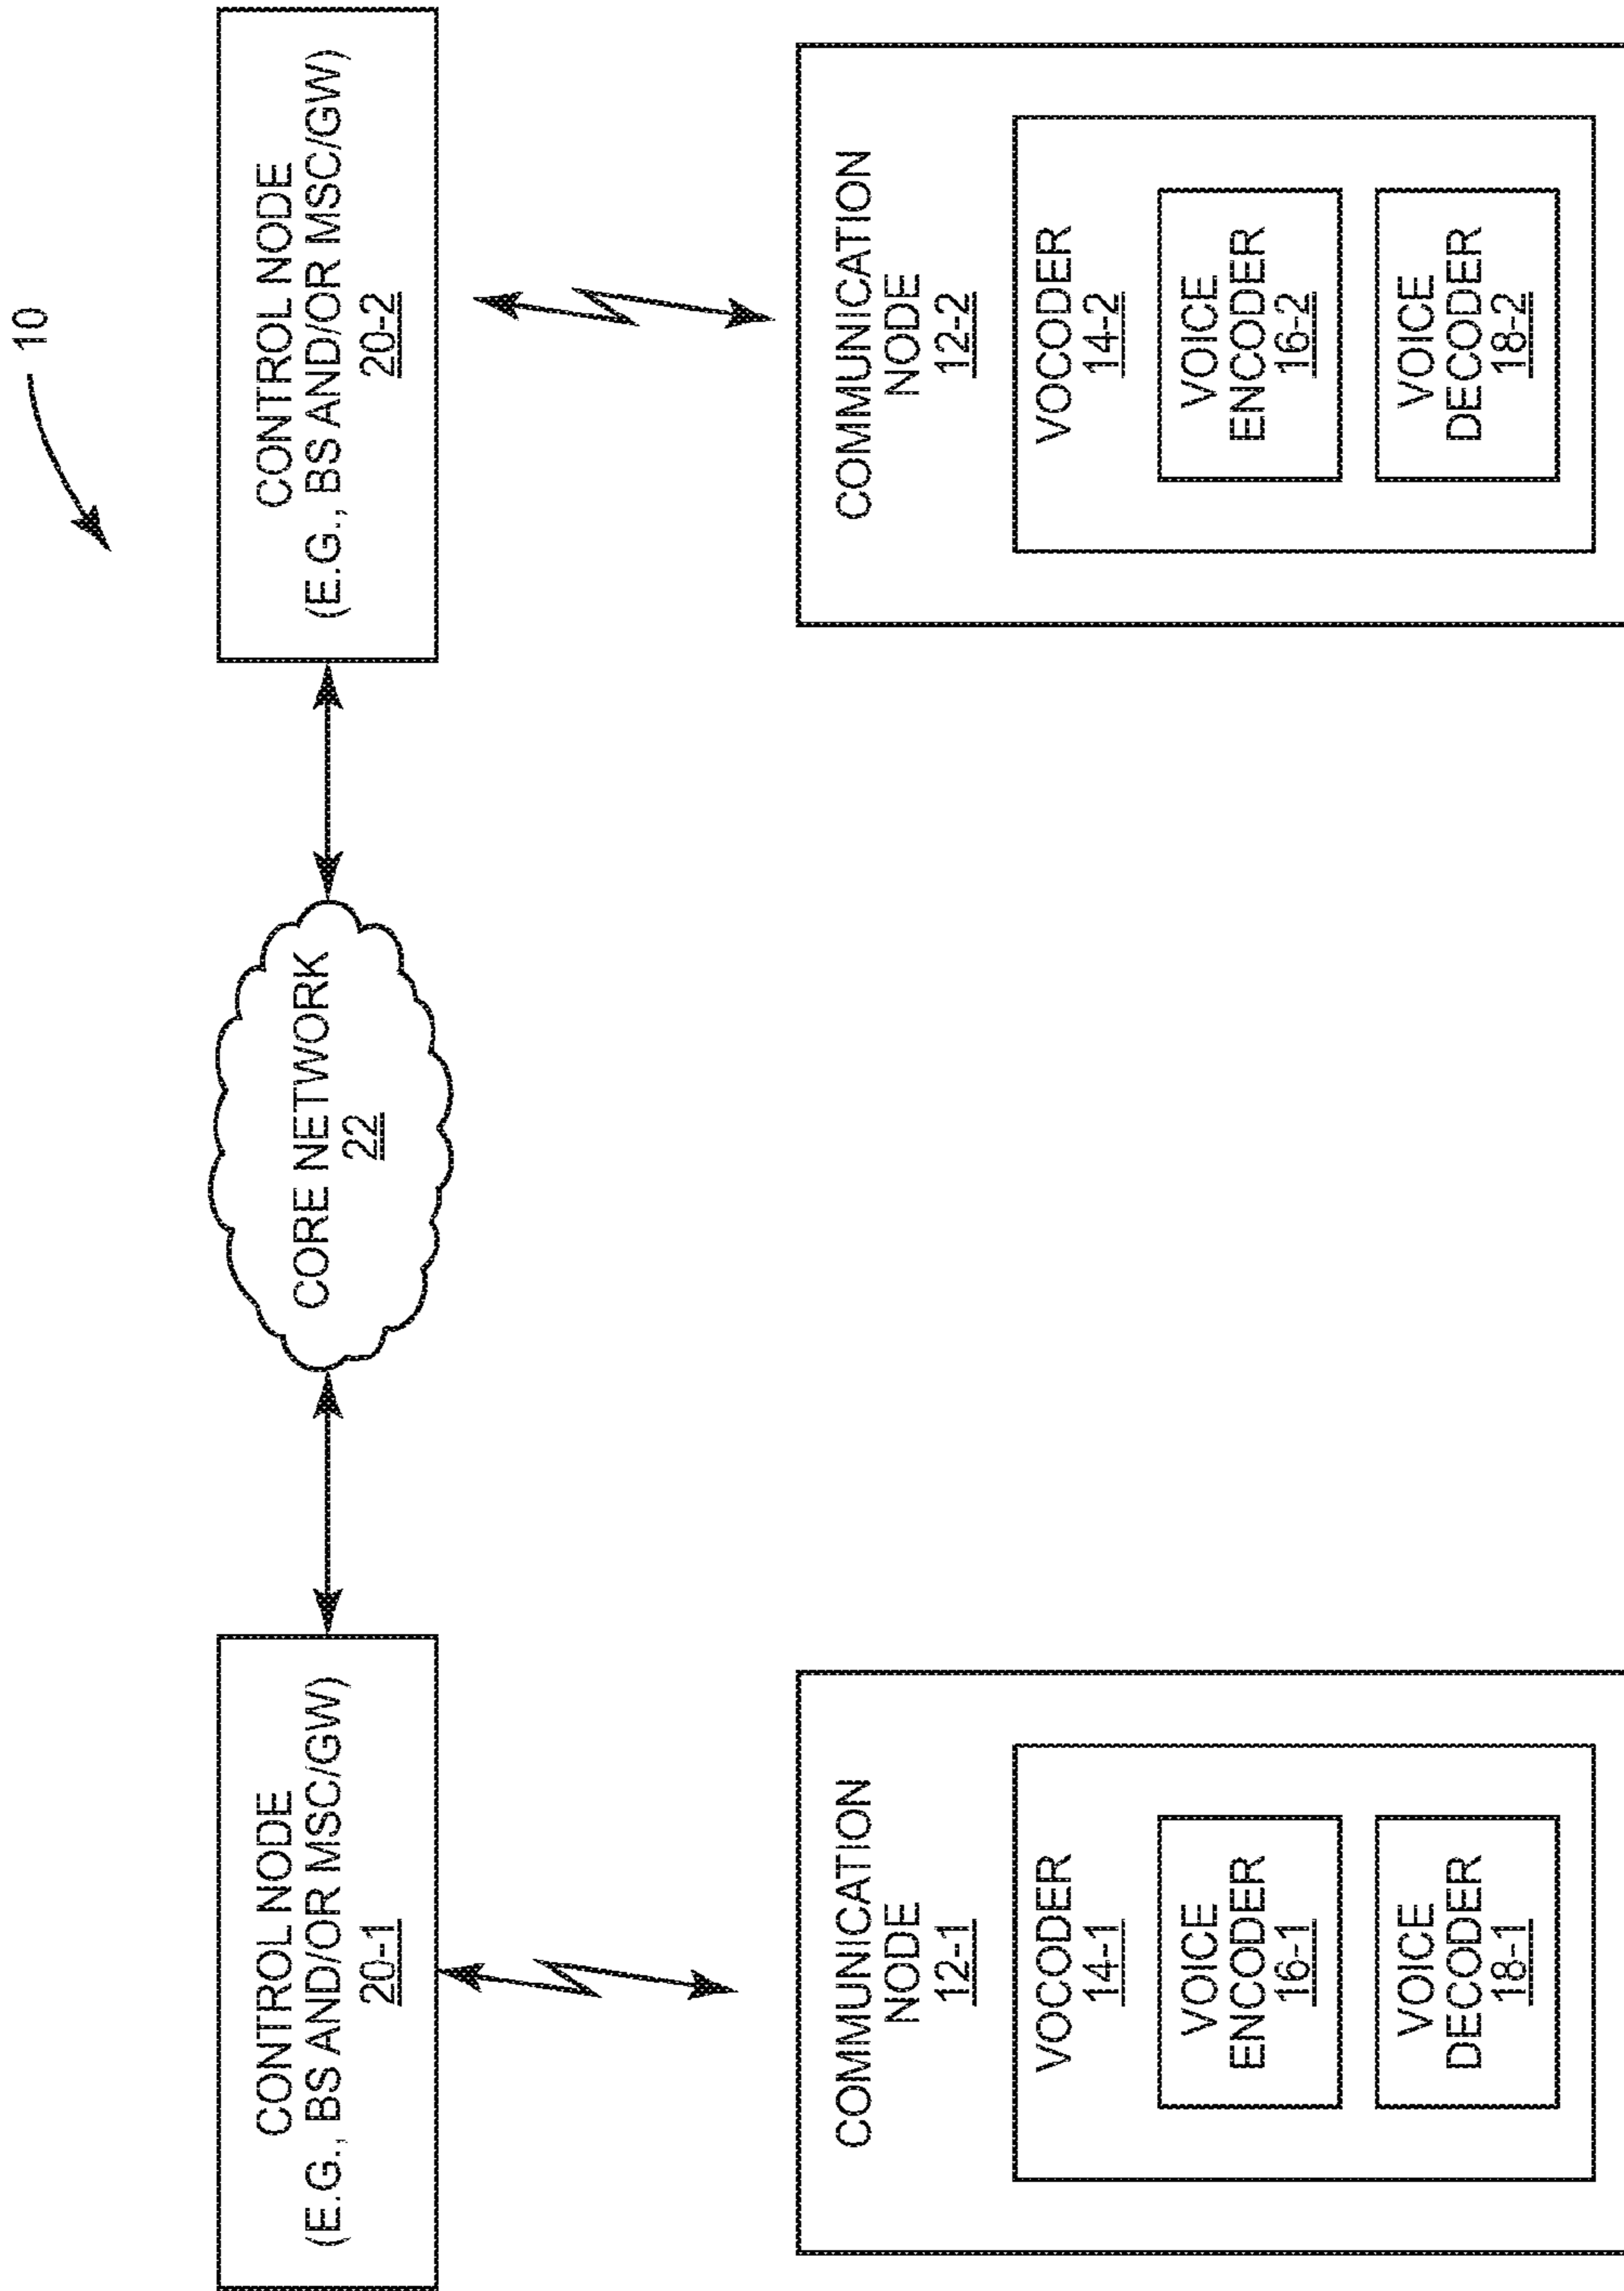 10
CONTROL NODE
(E.G., BS AND/OR MSC/GW)
20-1
CORE NETWORK
22
CONTROL NODE
(E.G., BS AND/OR MSC/GW)
20-2
COMMUNICATION
NODE
12-1
VOCODER
14-1
VOICE
ENCODER
16-1
VOICE
DECODER
18-1
COMMUNICATION
NODE
12-2
VOCODER
14-2
VOICE
ENCODER
16-2
VOICE
DECODER
18-2